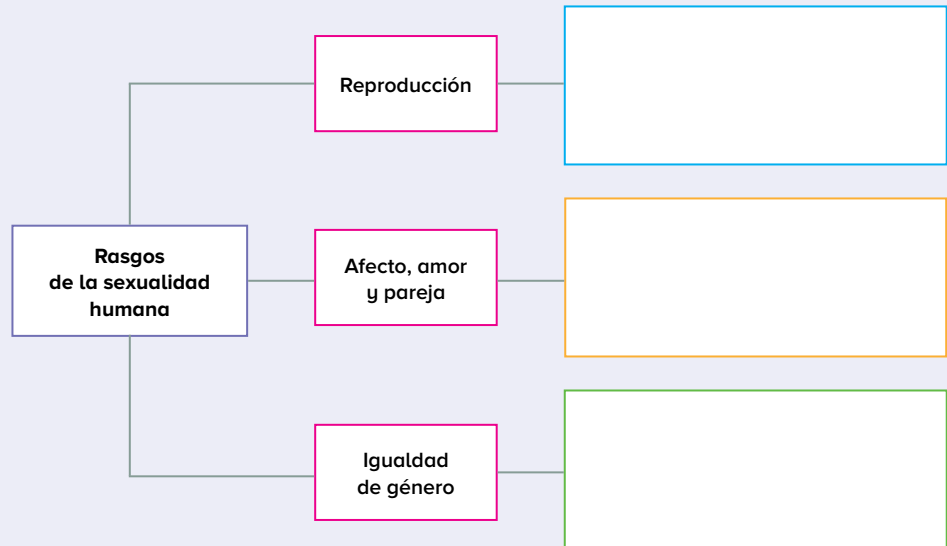 Reproducción
Rasgos
de la sexualidad
humana
Afecto, amor
y pareja
Igualdad
de género